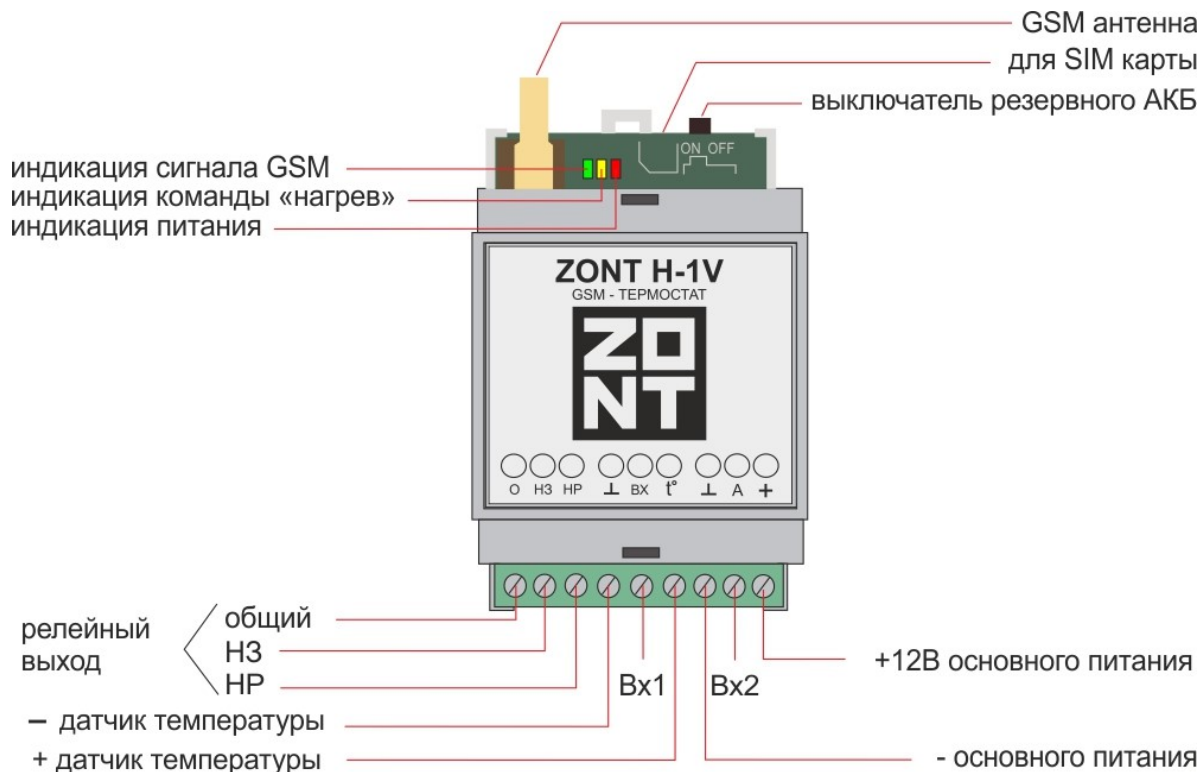 GSM антенна
для SIM карты
выключатель резервного АКБ
ON OFF
индикация сигнала GSM
индикация команды «нагрев»
индикация питания
ZONT H-1V
GSM - ТЕРМОСТАТ
ZO
NT
О НЗ НР ⊥ ВХ t° ⊥ А +
релейный
выход
общий
НЗ
НР
Вх1
Вх2
+12В основного питания
– датчик температуры
+ датчик температуры
- основного питания